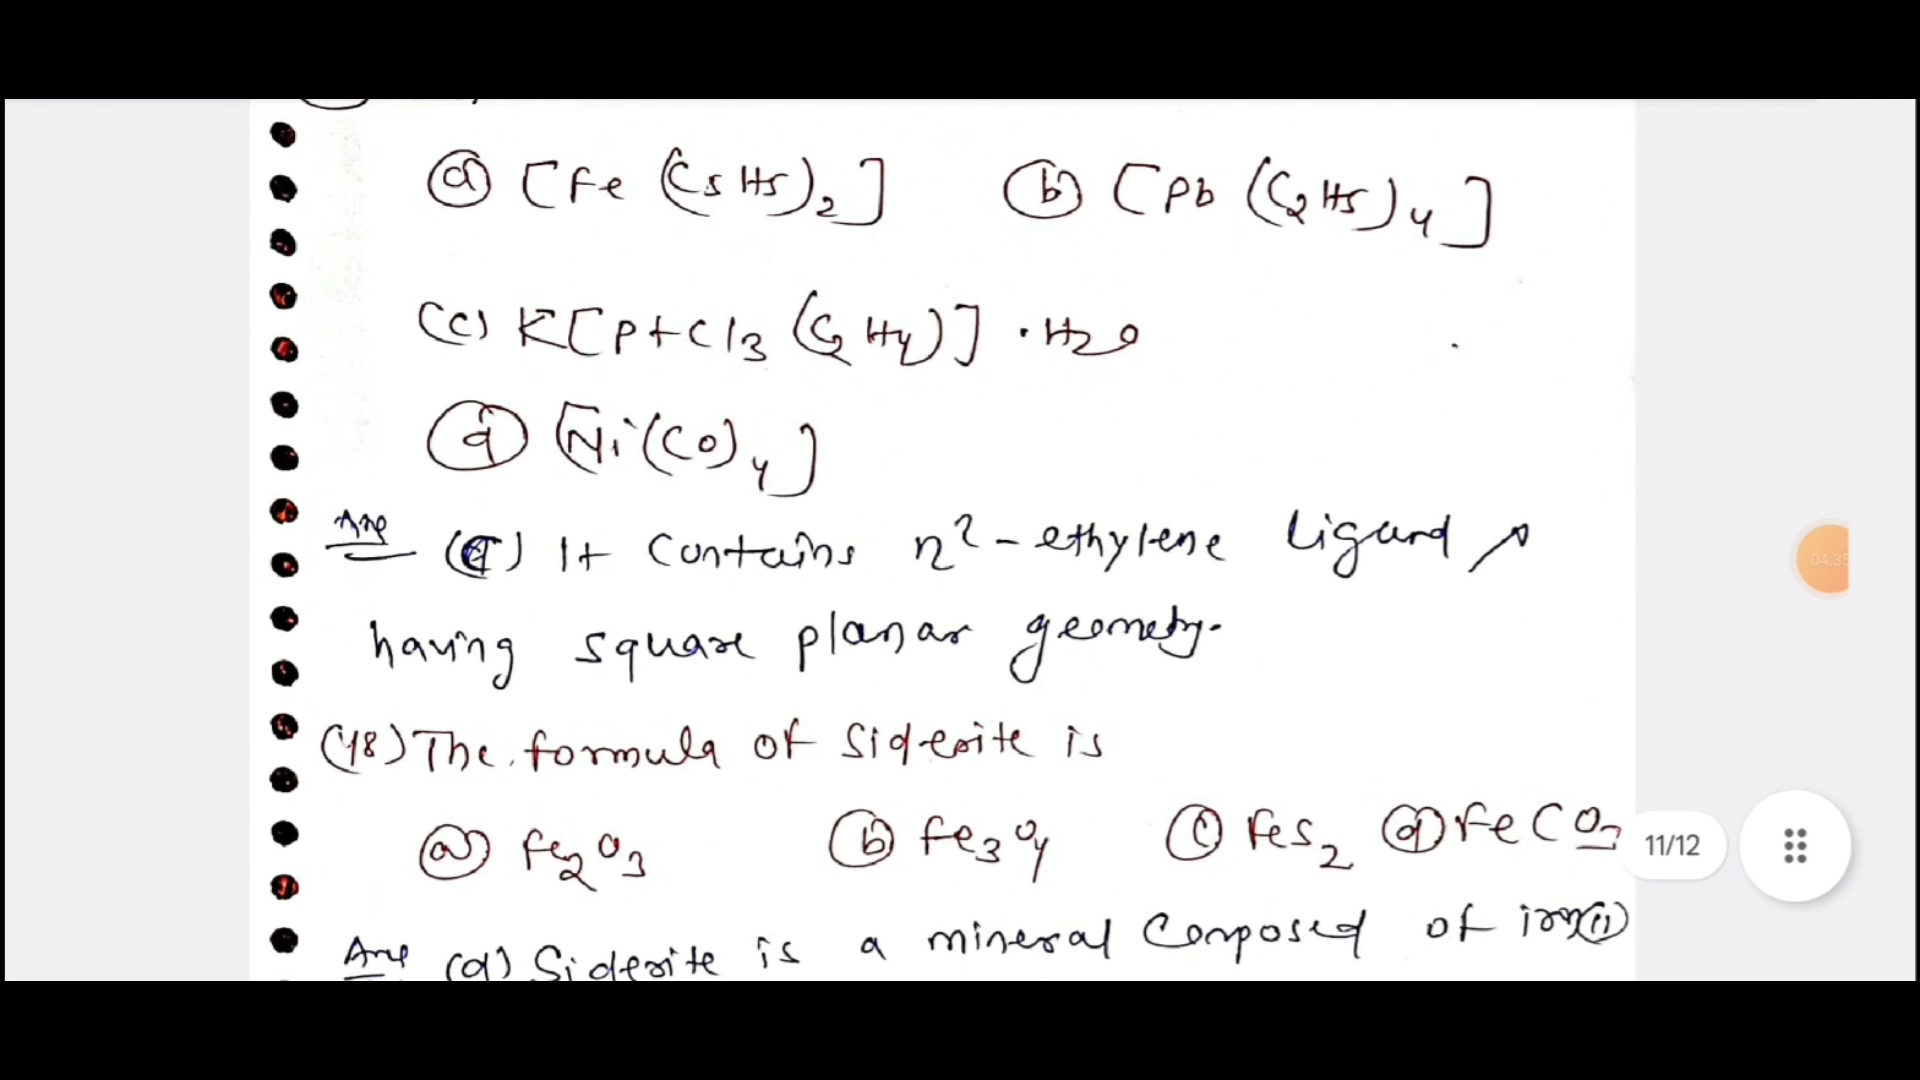 (a) [Fe (C5H5)2] (b) [Pb (C2H5)4]
(c) K[PtCl3 (C2H4)] . H2O
(d) [Ni(CO)4]
Ans (C) It contains η²-ethylene ligand
having square planar geometry.
04:35
(48) The formula of Siderite is
(a) Fe2O3 (b) Fe3O4 (c) FeS2 (d) FeCO3
11/12
Ans (d) Siderite is a mineral composed of iron(II)